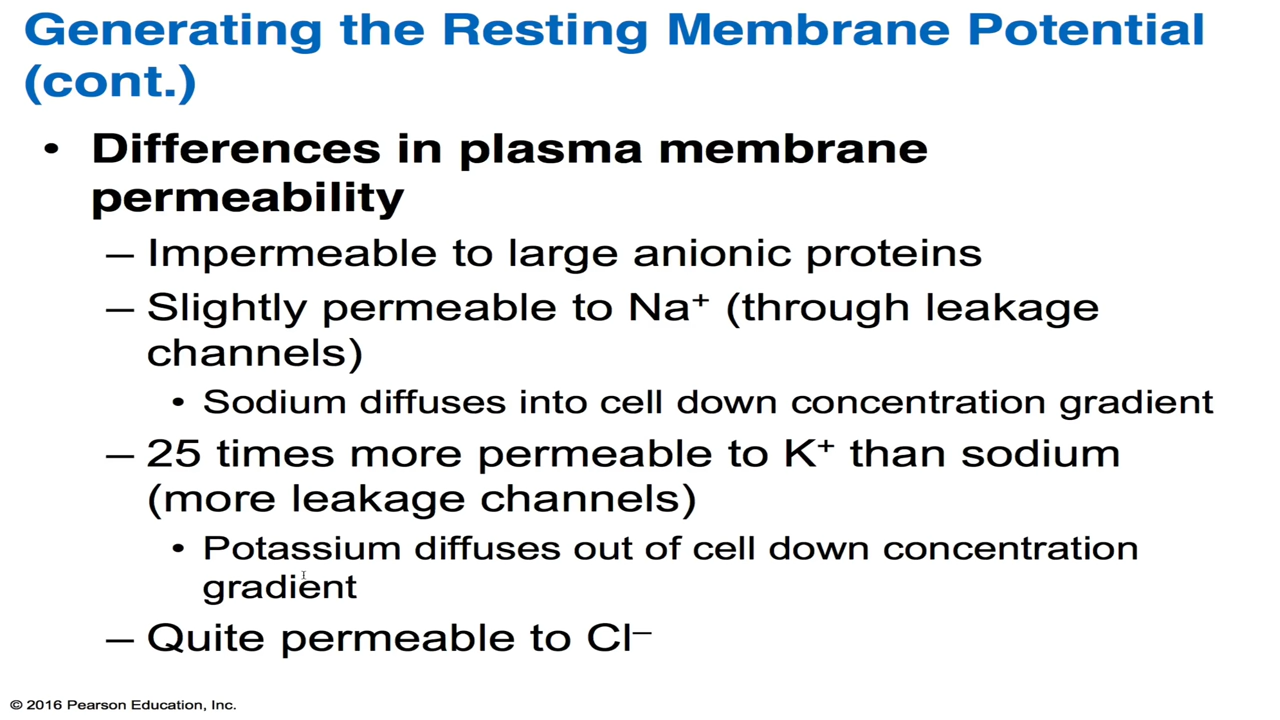 Generating the Resting Membrane Potential
(cont.)
• Differences in plasma membrane
permeability
– Impermeable to large anionic proteins
– Slightly permeable to Na⁺ (through leakage
channels)
• Sodium diffuses into cell down concentration gradient
– 25 times more permeable to K⁺ than sodium
(more leakage channels)
• Potassium diffuses out of cell down concentration
gradient
– Quite permeable to Cl⁻
© 2016 Pearson Education, Inc.